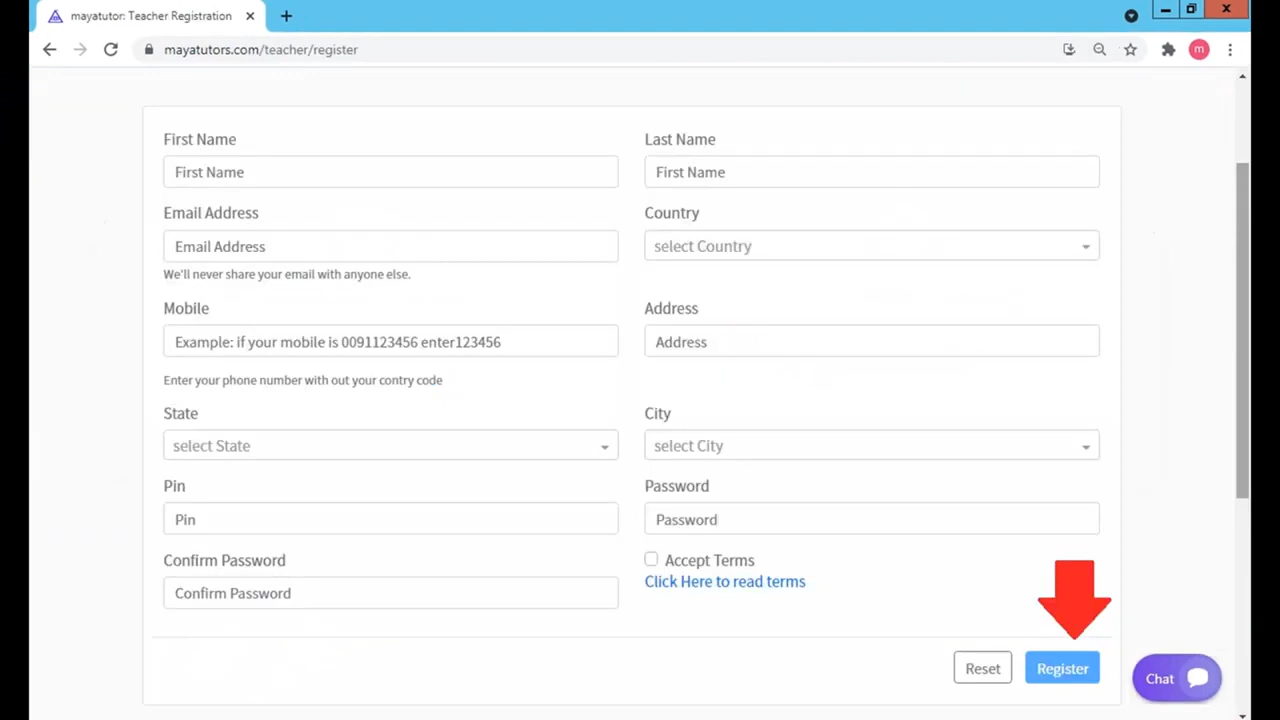 mayatutor: Teacher Registration
mayatutors.com/teacher/register
m
First Name
Last Name
First Name
First Name
Email Address
Country
Email Address
select Country
We'll never share your email with anyone else.
Mobile
Address
Example: if your mobile is 0091123456 enter123456
Address
Enter your phone number with out your contry code
State
City
select State
select City
Pin
Password
Pin
Password
Confirm Password
Accept Terms
Click Here to read terms
Confirm Password
Reset
Register
Chat